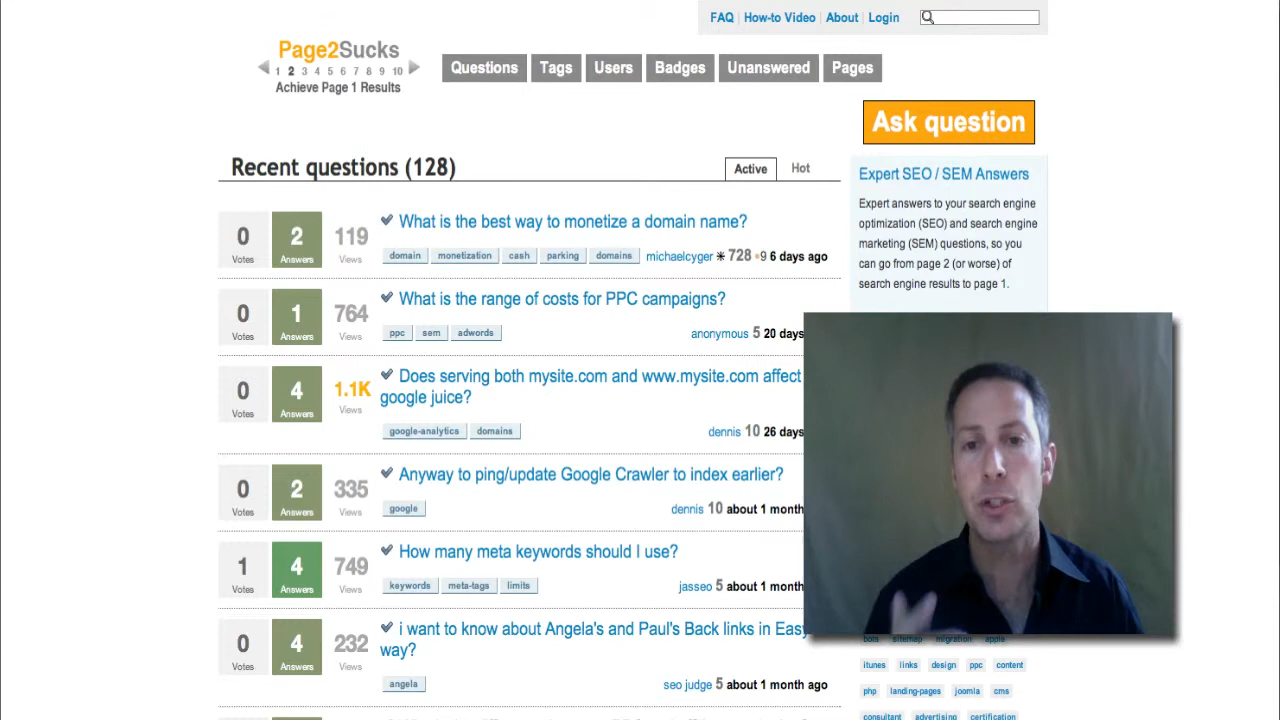 FAQ | How-to Video | About | Login
Page2Sucks
1 2 3 4 5 6 7 8 9 10
Achieve Page 1 Results
Questions Tags Users Badges Unanswered Pages
Ask question
Recent questions (128)
Active Hot
0 Votes 2 Answers 119 Views
What is the best way to monetize a domain name?
domain monetization cash parking domains
michaelcyger ✳ 728 •9 6 days ago
0 Votes 1 Answers 764 Views
What is the range of costs for PPC campaigns?
ppc sem adwords
anonymous 5 20 days
0 Votes 4 Answers 1.1K Views
Does serving both mysite.com and www.mysite.com affect
google juice?
google-analytics domains
dennis 10 26 days
0 Votes 2 Answers 335 Views
Anyway to ping/update Google Crawler to index earlier?
google
dennis 10 about 1 month
1 Votes 4 Answers 749 Views
How many meta keywords should I use?
keywords meta-tags limits
jasseo 5 about 1 month
0 Votes 4 Answers 232 Views
i want to know about Angela's and Paul's Back links in Easy
way?
angela
seo judge 5 about 1 month ago
Expert SEO / SEM Answers
Expert answers to your search engine
optimization (SEO) and search engine
marketing (SEM) questions, so you
can go from page 2 (or worse) of
search engine results to page 1.
bots sitemap migration apple
itunes links design ppc content
php landing-pages joomla cms
consultant advertising certification